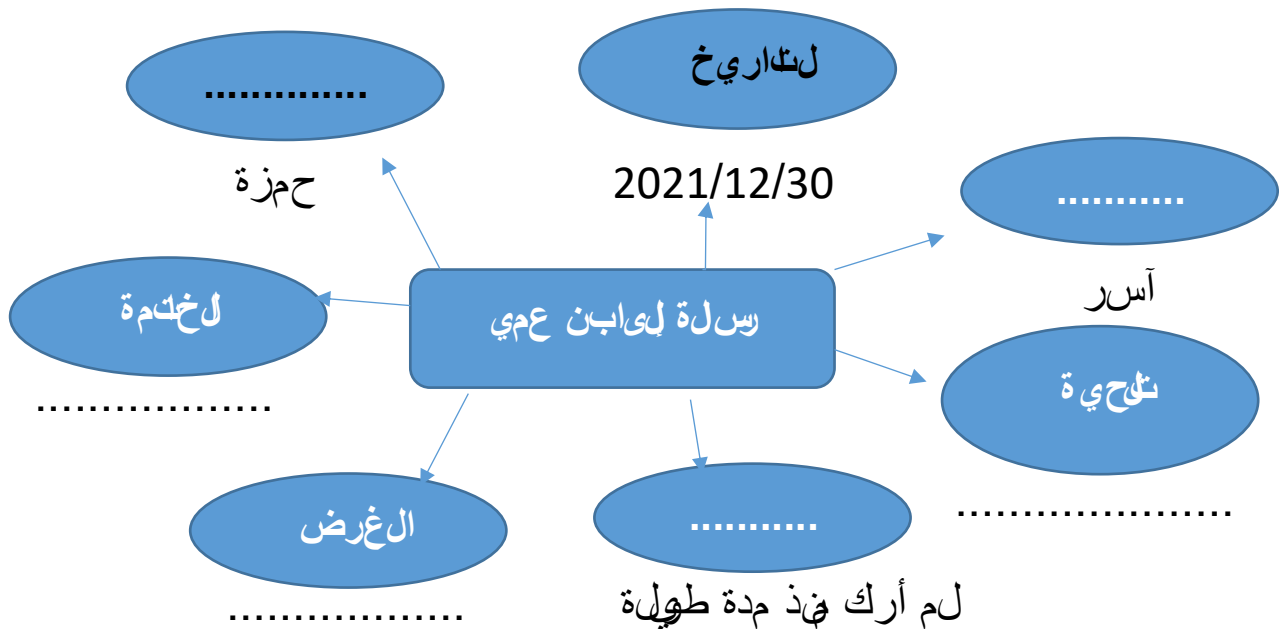 التاريخ
..............
2021/12/30
حمزة
...........
آسر
رسالة إلى ابن عمي
الخاتمة
..................
التحية
.....................
...........
لم أرك منذ مدة طويلة
الغرض
..................